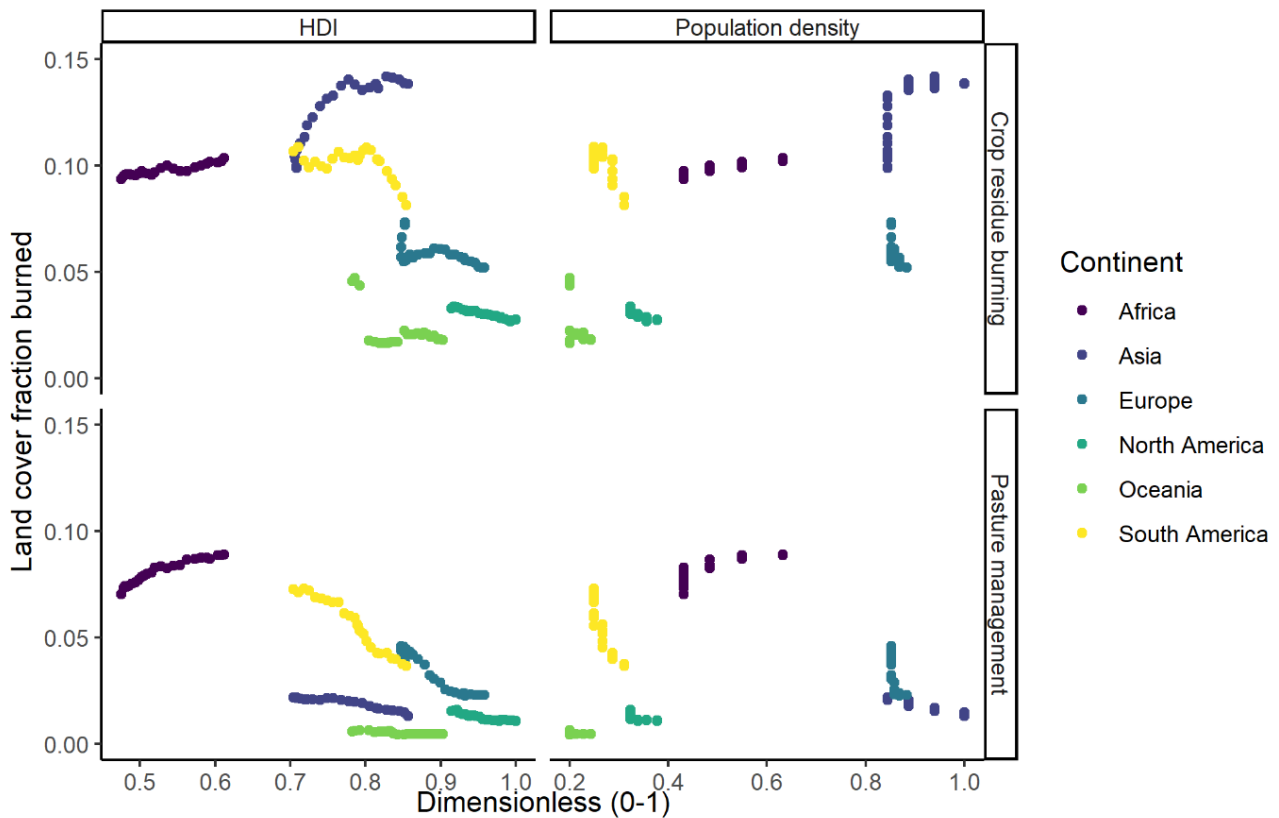 HDI
Population density
Land cover fraction burned
0.15
0.10
0.05
0.00
Crop residue burning
0.15
0.10
0.05
0.00
Pasture management
0.5 0.6 0.7 0.8 0.9 1.0
0.2 0.4 0.6 0.8 1.0
Dimensionless (0-1)
Continent
Africa
Asia
Europe
North America
Oceania
South America